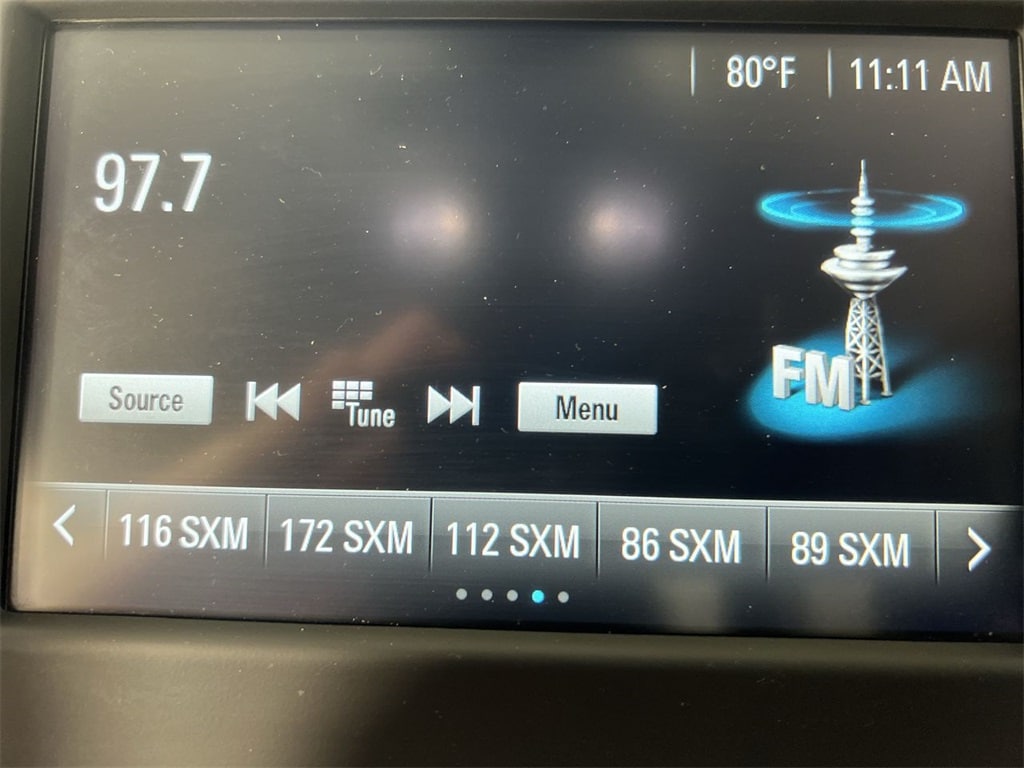 80°F 11:11 AM
97.7
FM
Source Tune Menu
116 SXM 172 SXM 112 SXM 86 SXM 89 SXM